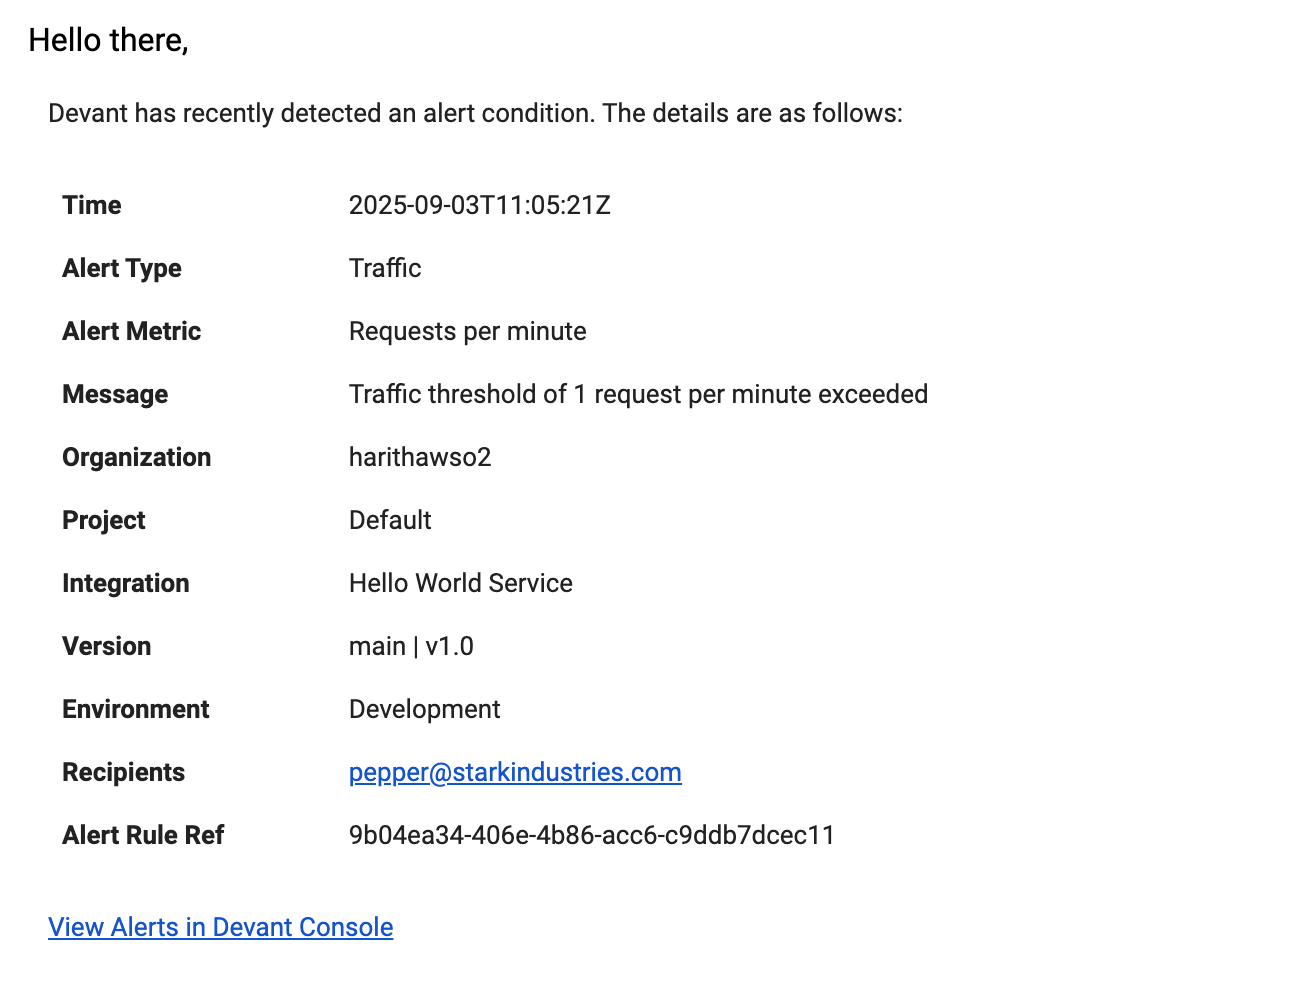 Hello there,
Devant has recently detected an alert condition. The details are as follows:
Time 2025-09-03T11:05:21Z
Alert Type Traffic
Alert Metric Requests per minute
Message Traffic threshold of 1 request per minute exceeded
Organization harithawso2
Project Default
Integration Hello World Service
Version main | v1.0
Environment Development
Recipients pepper@starkindustries.com
Alert Rule Ref 9b04ea34-406e-4b86-acc6-c9ddb7dcec11
View Alerts in Devant Console